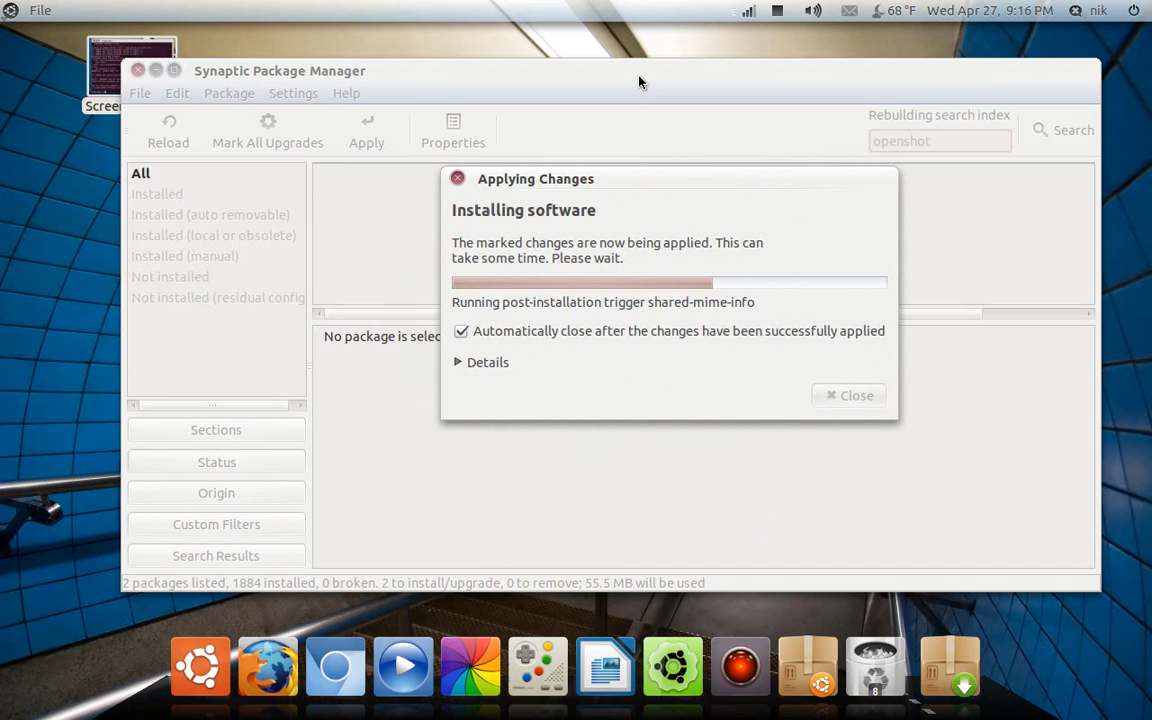 File
68 °F
Wed Apr 27, 9:16 PM
nik
Scree
Synaptic Package Manager
File Edit Package Settings Help
Reload
Mark All Upgrades
Apply
Properties
Rebuilding search index
openshot
Search
All
Installed
Installed (auto removable)
Installed (local or obsolete)
Installed (manual)
Not installed
Not installed (residual config
No package is selec
Applying Changes
Installing software
The marked changes are now being applied. This can
take some time. Please wait.
Running post-installation trigger shared-mime-info
Automatically close after the changes have been successfully applied
Details
Close
Sections
Status
Origin
Custom Filters
Search Results
2 packages listed, 1884 installed, 0 broken. 2 to install/upgrade, 0 to remove; 55.5 MB will be used
8